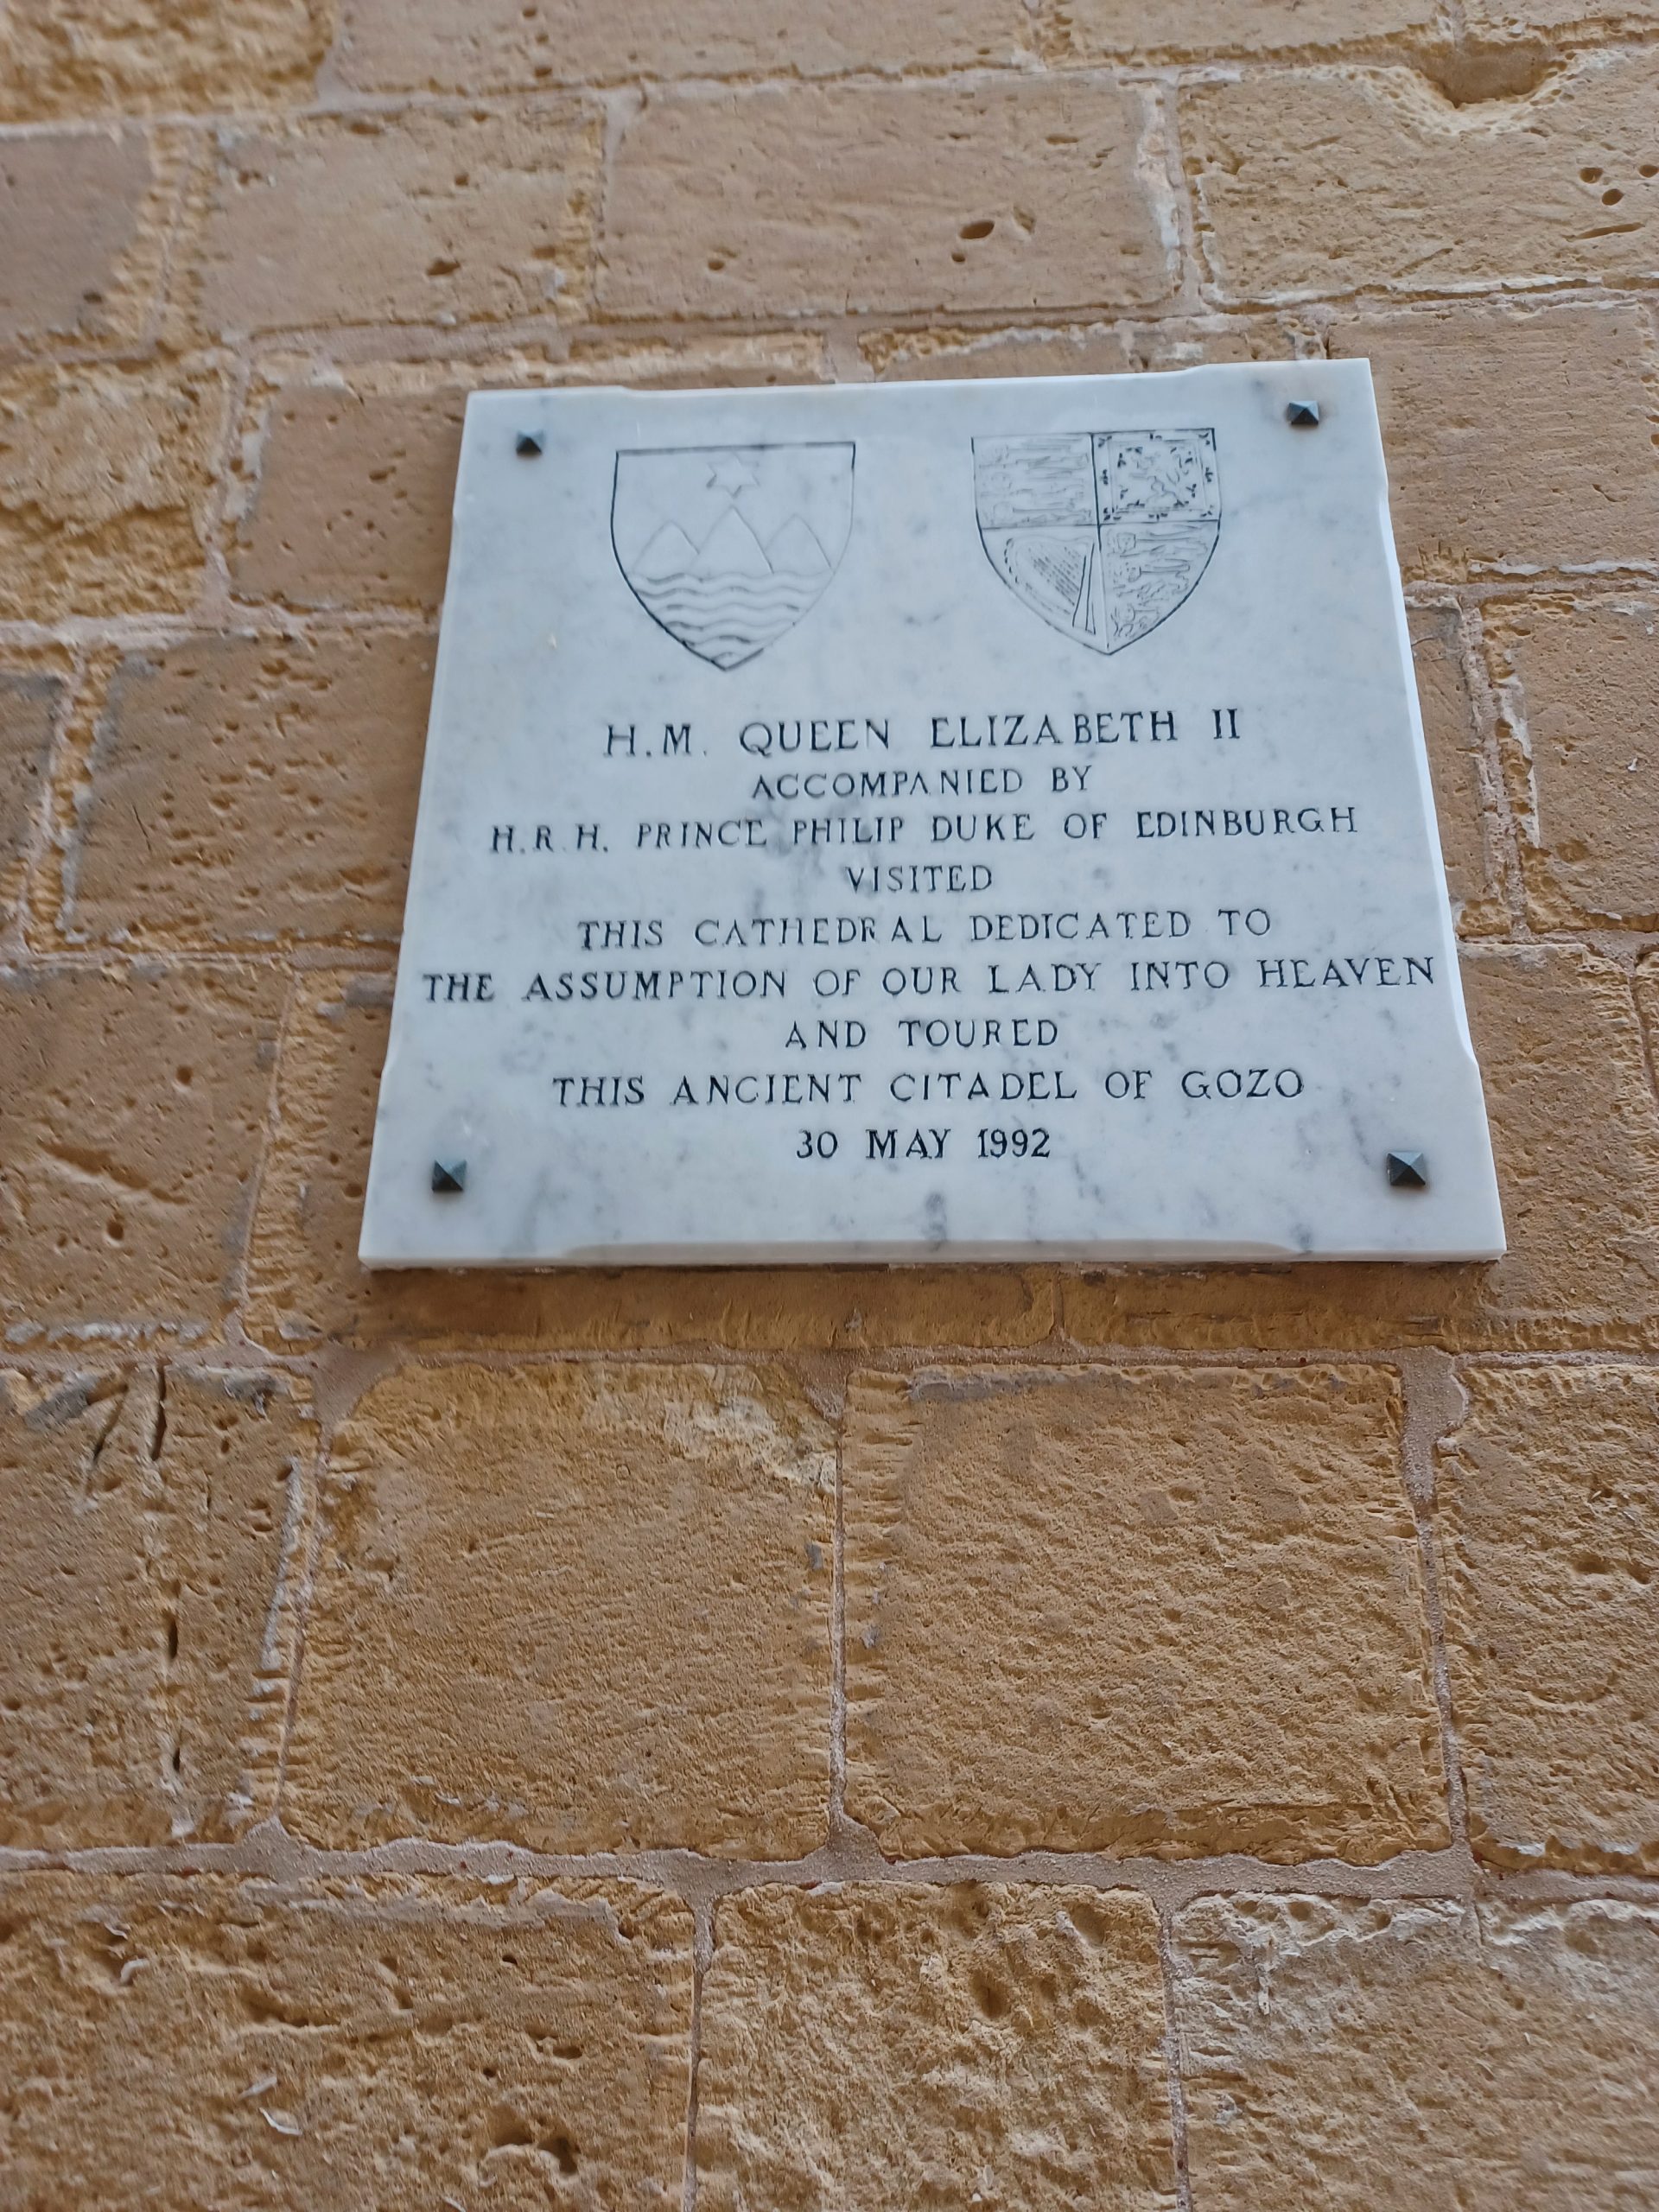 H.M. QUEEN ELIZABETH II
ACCOMPANIED BY
H.R.H. PRINCE PHILIP DUKE OF EDINBURGH
VISITED
THIS CATHEDRAL DEDICATED TO
THE ASSUMPTION OF OUR LADY INTO HEAVEN
AND TOURED
THIS ANCIENT CITADEL OF GOZO
30 MAY 1992